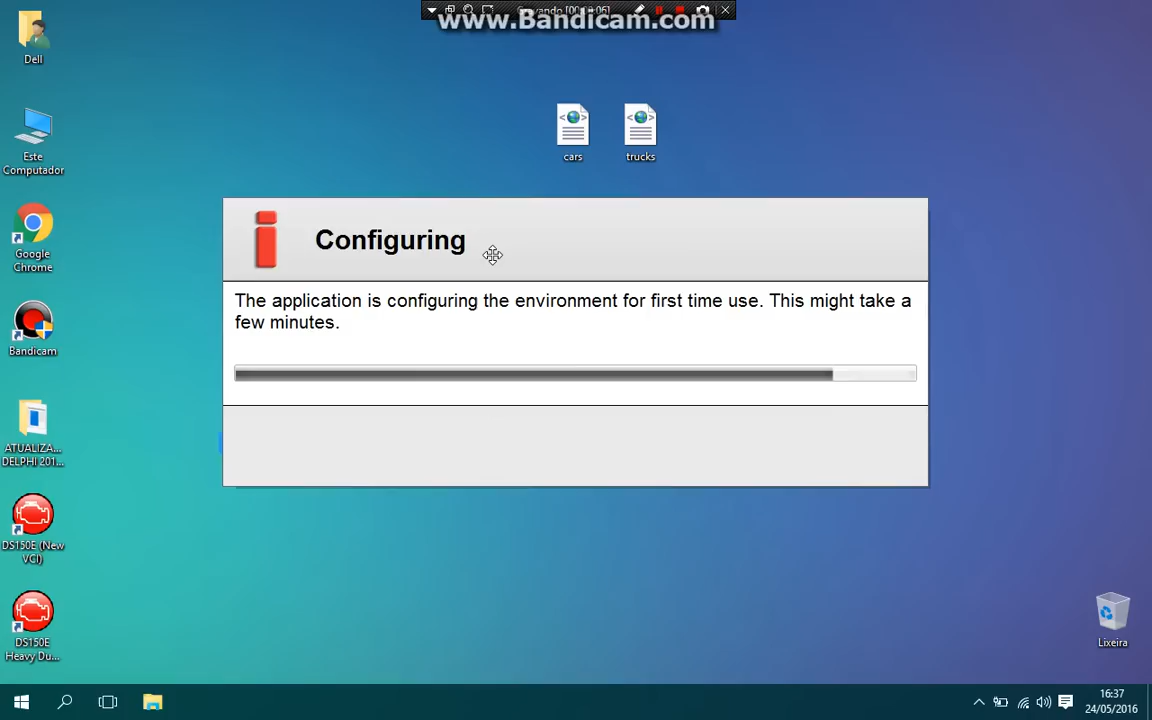 www.Bandicam.com
Dell
cars
trucks
Este
Computador
Configuring
Google
Chrome
The application is configuring the environment for first time use. This might take a
few minutes.
Bandicam
ATUALIZA...
DELPHI 201...
DS150E (New
VCI)
DS150E
Heavy Du...
Lixeira
16:37
24/05/2016